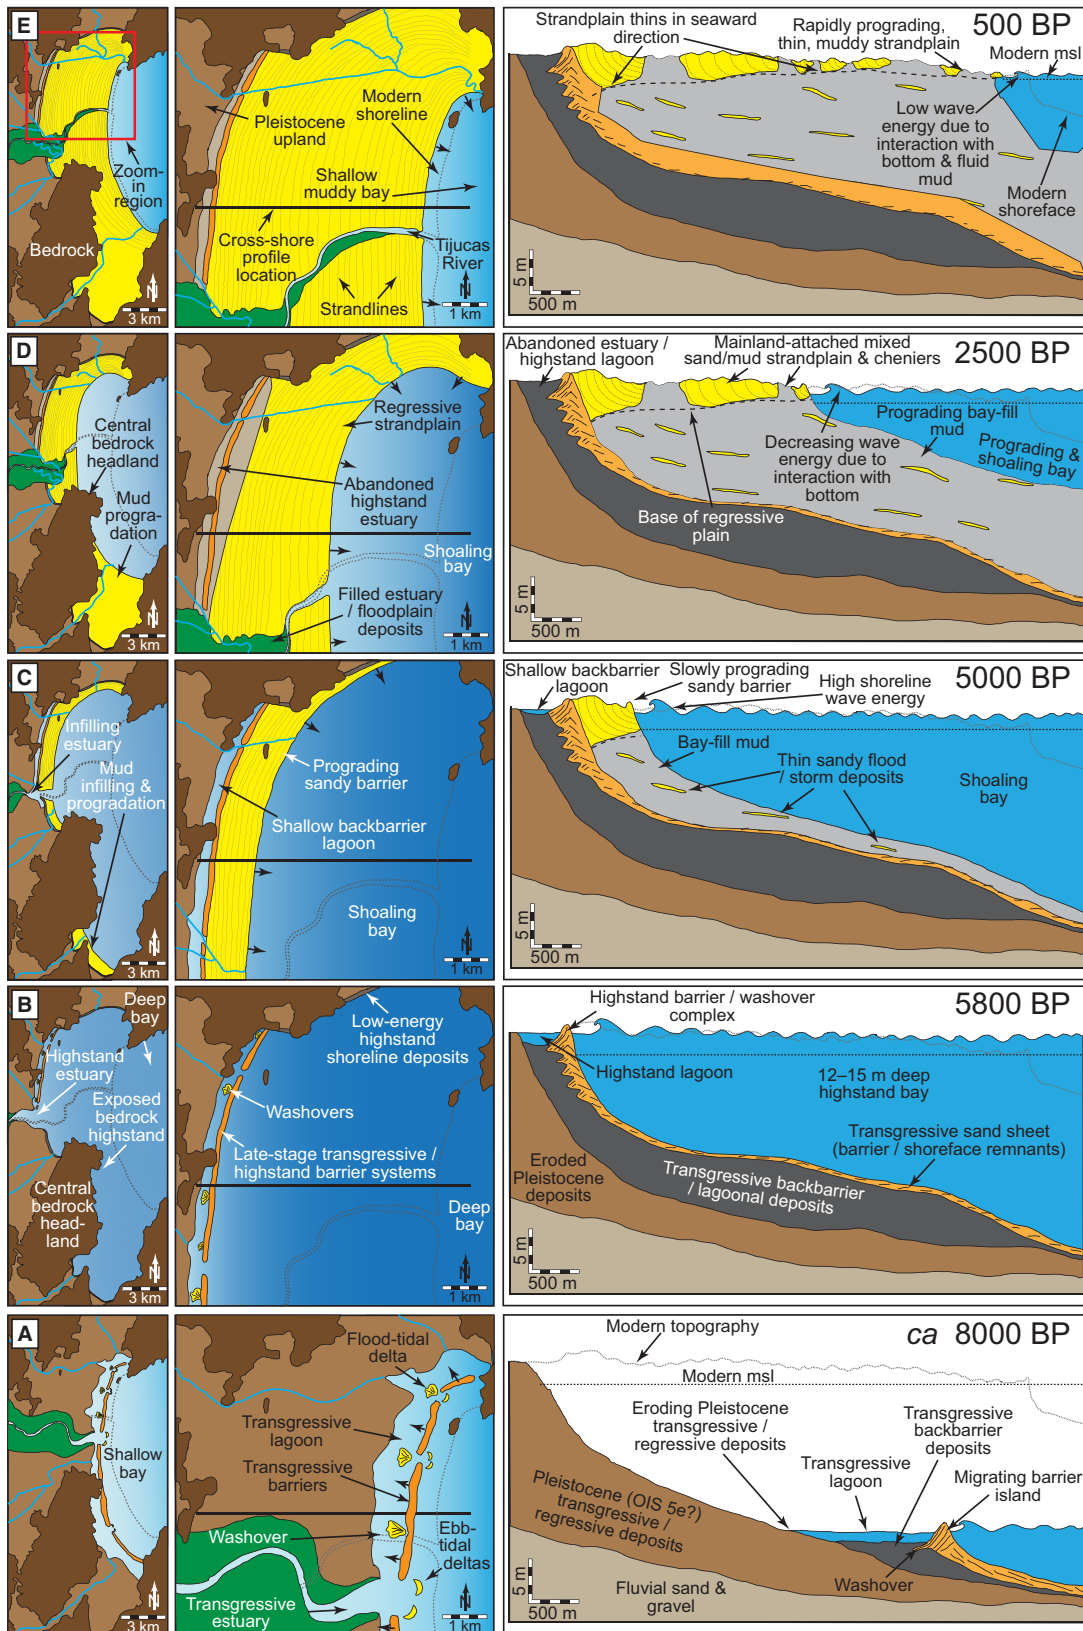 E
Zoom-
in
region
Bedrock
N
3 km
Pleistocene
upland
Modern
shoreline
Shallow
muddy bay
Cross-shore
profile
location
Tijucas
River
Strandlines
N
1 km
Strandplain thins in seaward
direction
Rapidly prograding,
thin, muddy strandplain
500 BP
Modern msl
Low wave
energy due to
interaction with
bottom & fluid
mud
Modern
shoreface
5 m
500 m
D
Central
bedrock
headland
Mud
progra-
dation
N
3 km
Regressive
strandplain
Abandoned
highstand
estuary
Shoaling
bay
Filled estuary
/ floodplain
deposits
N
1 km
Abandoned estuary /
highstand lagoon
Mainland-attached mixed
sand/mud strandplain & cheniers
2500 BP
Prograding bay-fill
mud
Decreasing wave
energy due to
interaction with
bottom
Prograding &
shoaling bay
Base of regressive
plain
5 m
500 m
C
Infilling
estuary
Mud
infilling &
progradation
N
3 km
Prograding
sandy barrier
Shallow backbarrier
lagoon
Shoaling
bay
N
1 km
Shallow backbarrier
lagoon
Slowly prograding
sandy barrier
High shoreline
wave energy
5000 BP
Bay-fill mud
Thin sandy flood
/ storm deposits
Shoaling
bay
5 m
500 m
B
Deep
bay
Highstand
estuary
Exposed
bedrock
highstand
Central
bedrock
head-
land
N
3 km
Low-energy
highstand
shoreline deposits
Washovers
Late-stage transgressive /
highstand barrier systems
Deep
bay
N
1 km
Highstand barrier / washover
complex
5800 BP
Highstand lagoon
12–15 m deep
highstand bay
Transgressive sand sheet
(barrier / shoreface remnants)
Eroded
Pleistocene
deposits
Transgressive backbarrier
/ lagoonal deposits
5 m
500 m
A
Shallow
bay
N
3 km
Flood-tidal
delta
Transgressive
lagoon
Transgressive
barriers
Washover
Ebb-
tidal
deltas
Transgressive
estuary
N
1 km
Modern topography
ca 8000 BP
Modern msl
Eroding Pleistocene
transgressive /
regressive deposits
Transgressive
backbarrier
deposits
Transgressive
lagoon
Migrating barrier
island
Pleistocene (OIS 5e?)
transgressive /
regressive deposits
Washover
Fluvial sand &
gravel
5 m
500 m